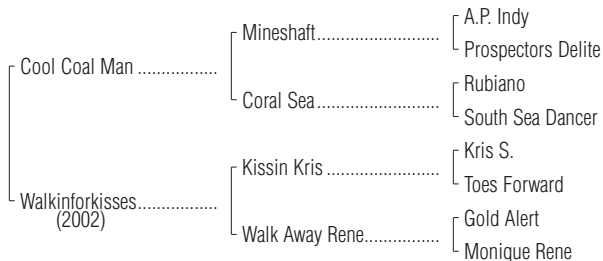 A.P. Indy
Mineshaft
Prospectors Delite
Cool Coal Man
Rubiano
Coral Sea
South Sea Dancer
Kris S.
Kissin Kris
Toes Forward
Walkinforkisses
(2002)
Gold Alert
Walk Away Rene
Monique Rene